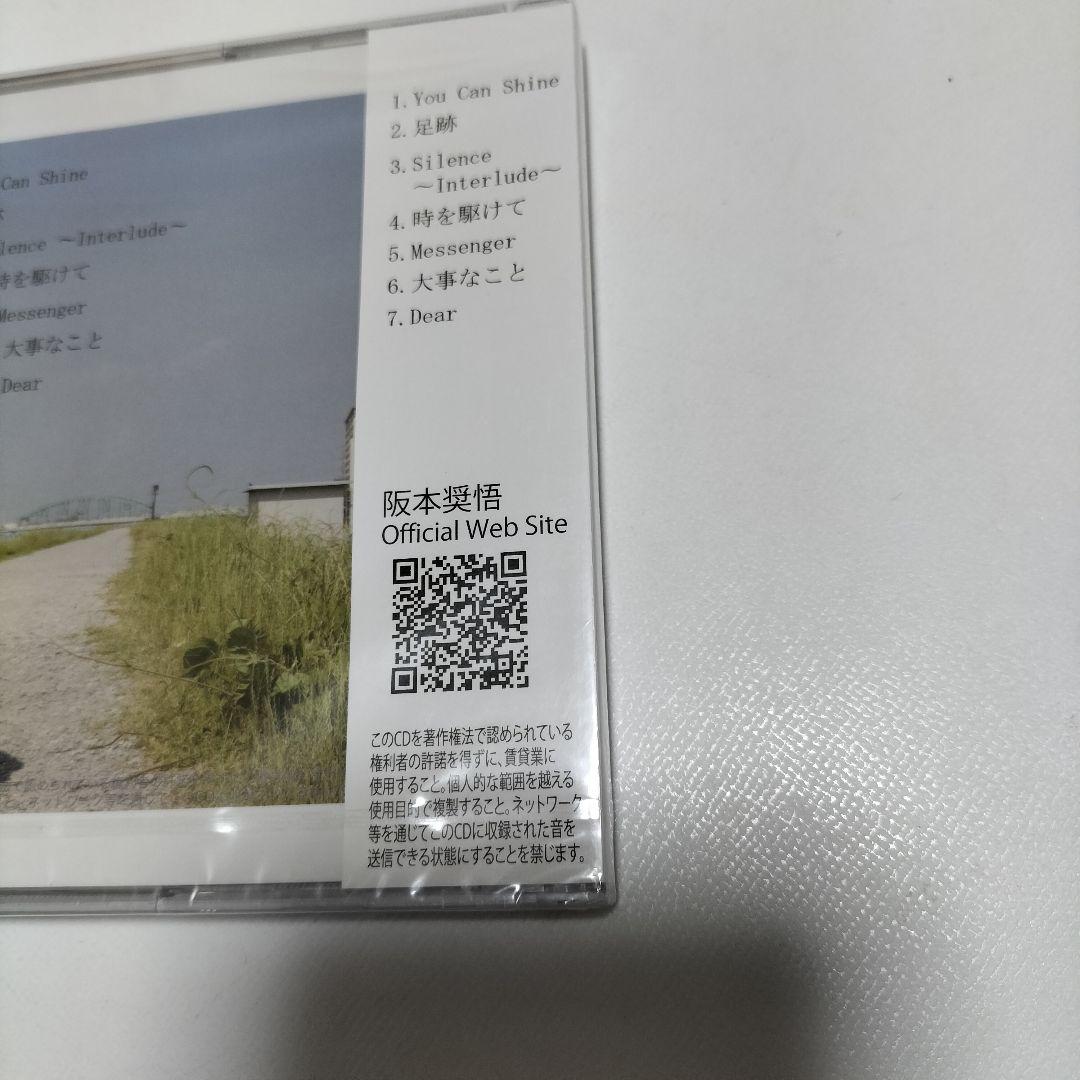 Can Shine
lence ～Interlude～
時を駆けて
Messenger
大事なこと
Dear
1. You Can Shine
2. 足跡
3. Silence
～Interlude～
4. 時を駆けて
5. Messenger
6. 大事なこと
7. Dear
阪本奨悟
Official Web Site
このCDを著作権法で認められている
権利者の許諾を得ずに、賃貸業に
使用すること。個人的な範囲を越える
使用目的で複製すること。ネットワーク
等を通じてこのCDに収録された音を
送信できる状態にすることを禁じます。